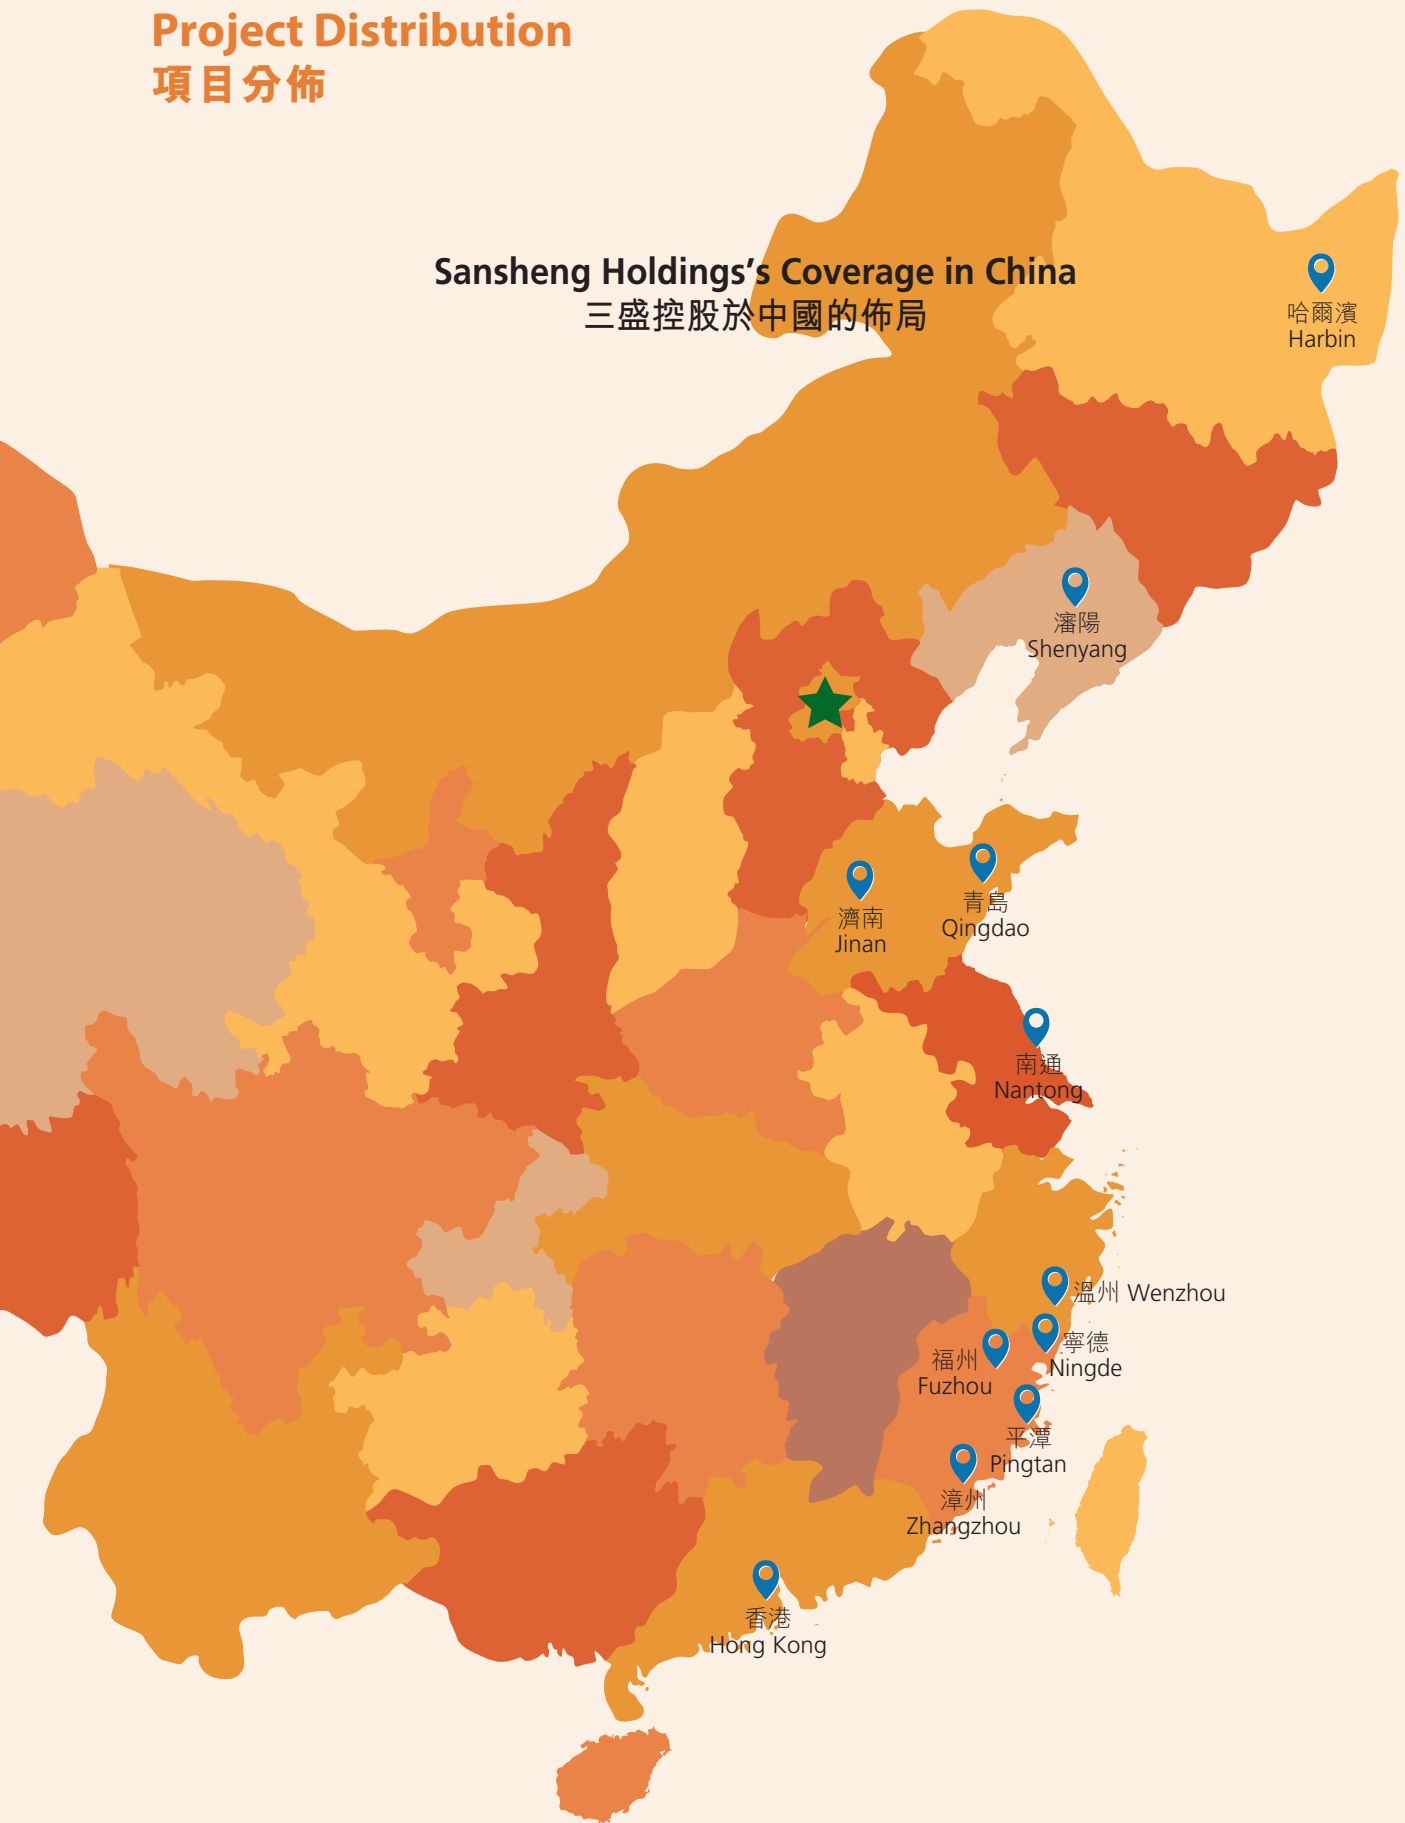 Project Distribution
項目分佈
Sansheng Holdings’s Coverage in China
三盛控股於中國的佈局
哈爾濱
Harbin
瀋陽
Shenyang
濟南
Jinan
青島
Qingdao
南通
Nantong
溫州 Wenzhou
寧德
Ningde
福州
Fuzhou
平潭
Pingtan
漳州
Zhangzhou
香港
Hong Kong